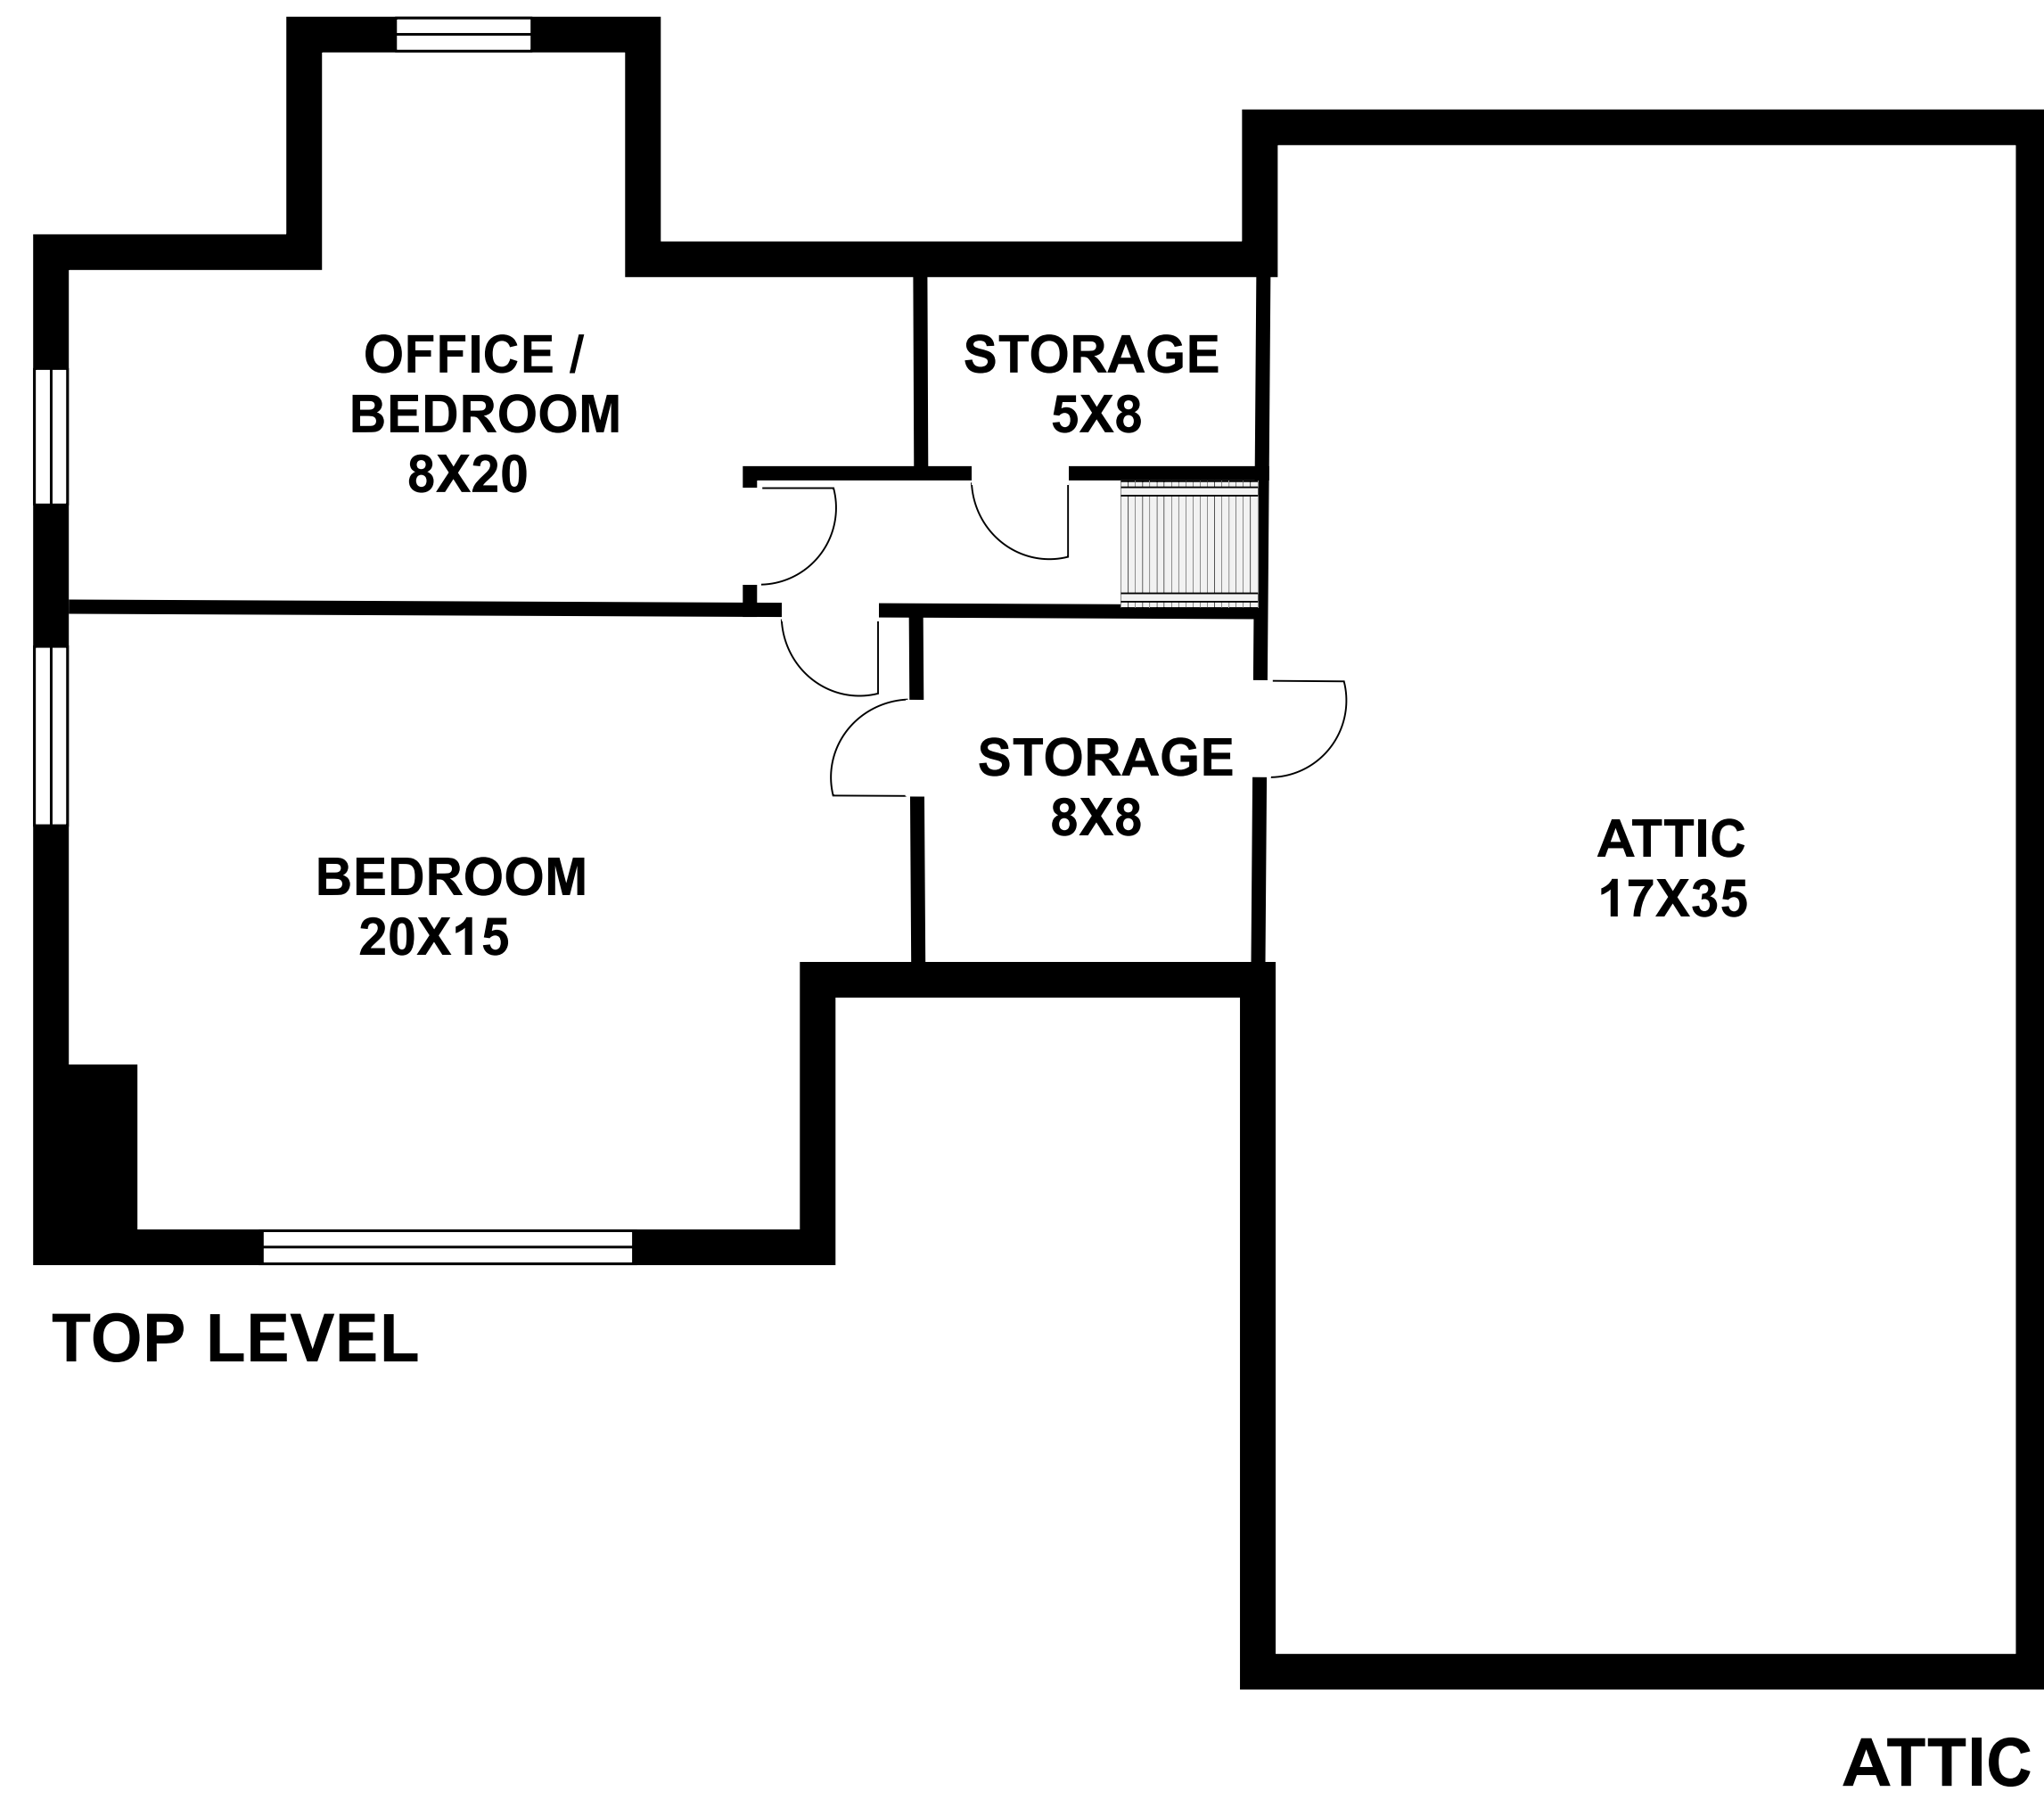 OFFICE /
BEDROOM
8X20
STORAGE
5X8
STORAGE
8X8
BEDROOM
20X15
ATTIC
17X35
TOP LEVEL
ATTIC